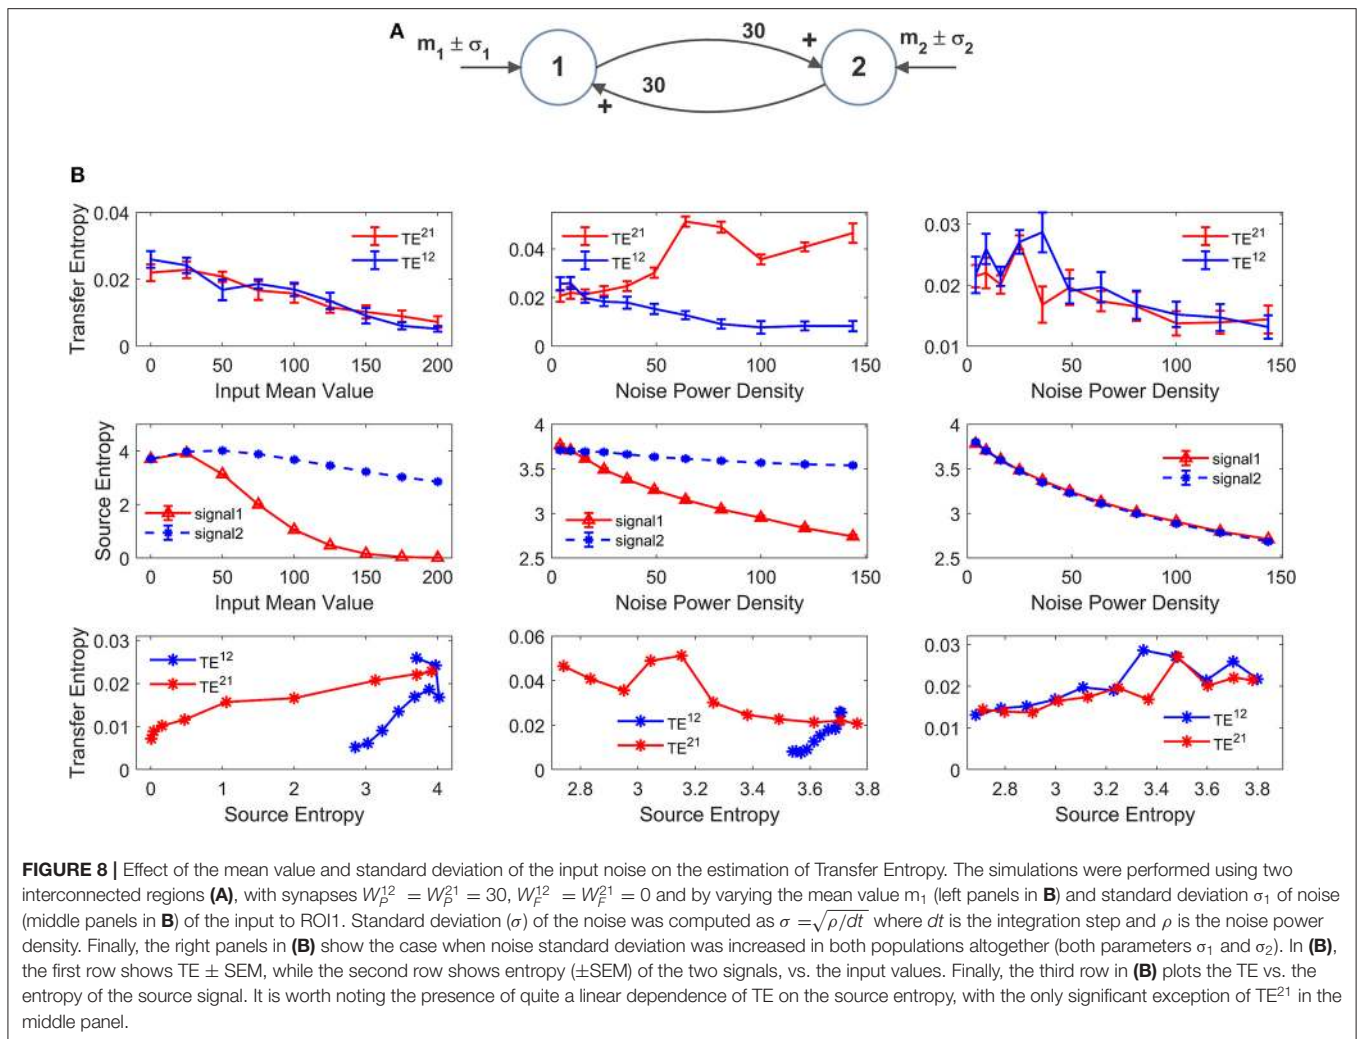 A
m₁ ± σ₁
1
30
+
2
m₂ ± σ₂
30
+
B
Transfer Entropy
0.04
0.02
0
TE²¹
TE¹²
0 50 100 150 200
Input Mean Value
0.04
0.02
0
TE²¹
TE¹²
0 50 100 150
Noise Power Density
0.03
0.02
0.01
TE²¹
TE¹²
0 50 100 150
Noise Power Density
Source Entropy
4
2
0
signal1
signal2
0 50 100 150 200
Input Mean Value
4
3.5
3
2.5
signal1
signal2
0 50 100 150
Noise Power Density
4
3.5
3
2.5
signal1
signal2
0 50 100 150
Noise Power Density
Transfer Entropy
0.03
0.02
0.01
0
TE¹²
TE²¹
0 1 2 3 4
Source Entropy
0.06
0.04
0.02
0
TE¹²
TE²¹
2.8 3 3.2 3.4 3.6 3.8
Source Entropy
0.03
0.02
0.01
0
TE¹²
TE²¹
2.8 3 3.2 3.4 3.6 3.8
Source Entropy
FIGURE 8 | Effect of the mean value and standard deviation of the input noise on the estimation of Transfer Entropy. The simulations were performed using two
interconnected regions (A), with synapses W_P^12 = W_P^21 = 30, W_F^12 = W_F^21 = 0 and by varying the mean value m₁ (left panels in B) and standard deviation σ₁ of noise
(middle panels in B) of the input to ROI1. Standard deviation (σ) of the noise was computed as σ =√ρ/dt where dt is the integration step and ρ is the noise power
density. Finally, the right panels in (B) show the case when noise standard deviation was increased in both populations altogether (both parameters σ₁ and σ₂). In (B),
the first row shows TE ± SEM, while the second row shows entropy (±SEM) of the two signals, vs. the input values. Finally, the third row in (B) plots the TE vs. the
entropy of the source signal. It is worth noting the presence of quite a linear dependence of TE on the source entropy, with the only significant exception of TE²¹ in the
middle panel.